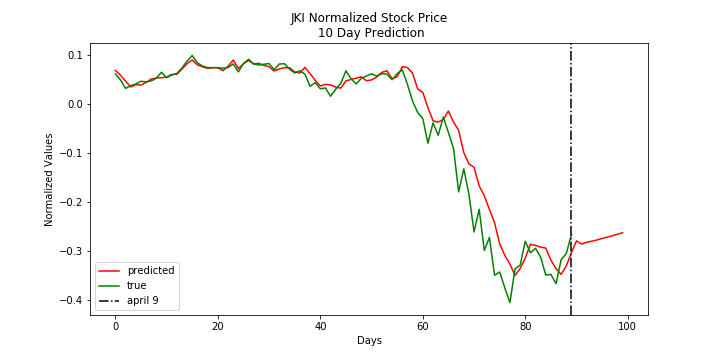 JKI Normalized Stock Price
10 Day Prediction
Normalized Values
0.1
0.0
−0.1
−0.2
−0.3
−0.4
predicted
true
april 9
0 20 40 60 80 100
Days